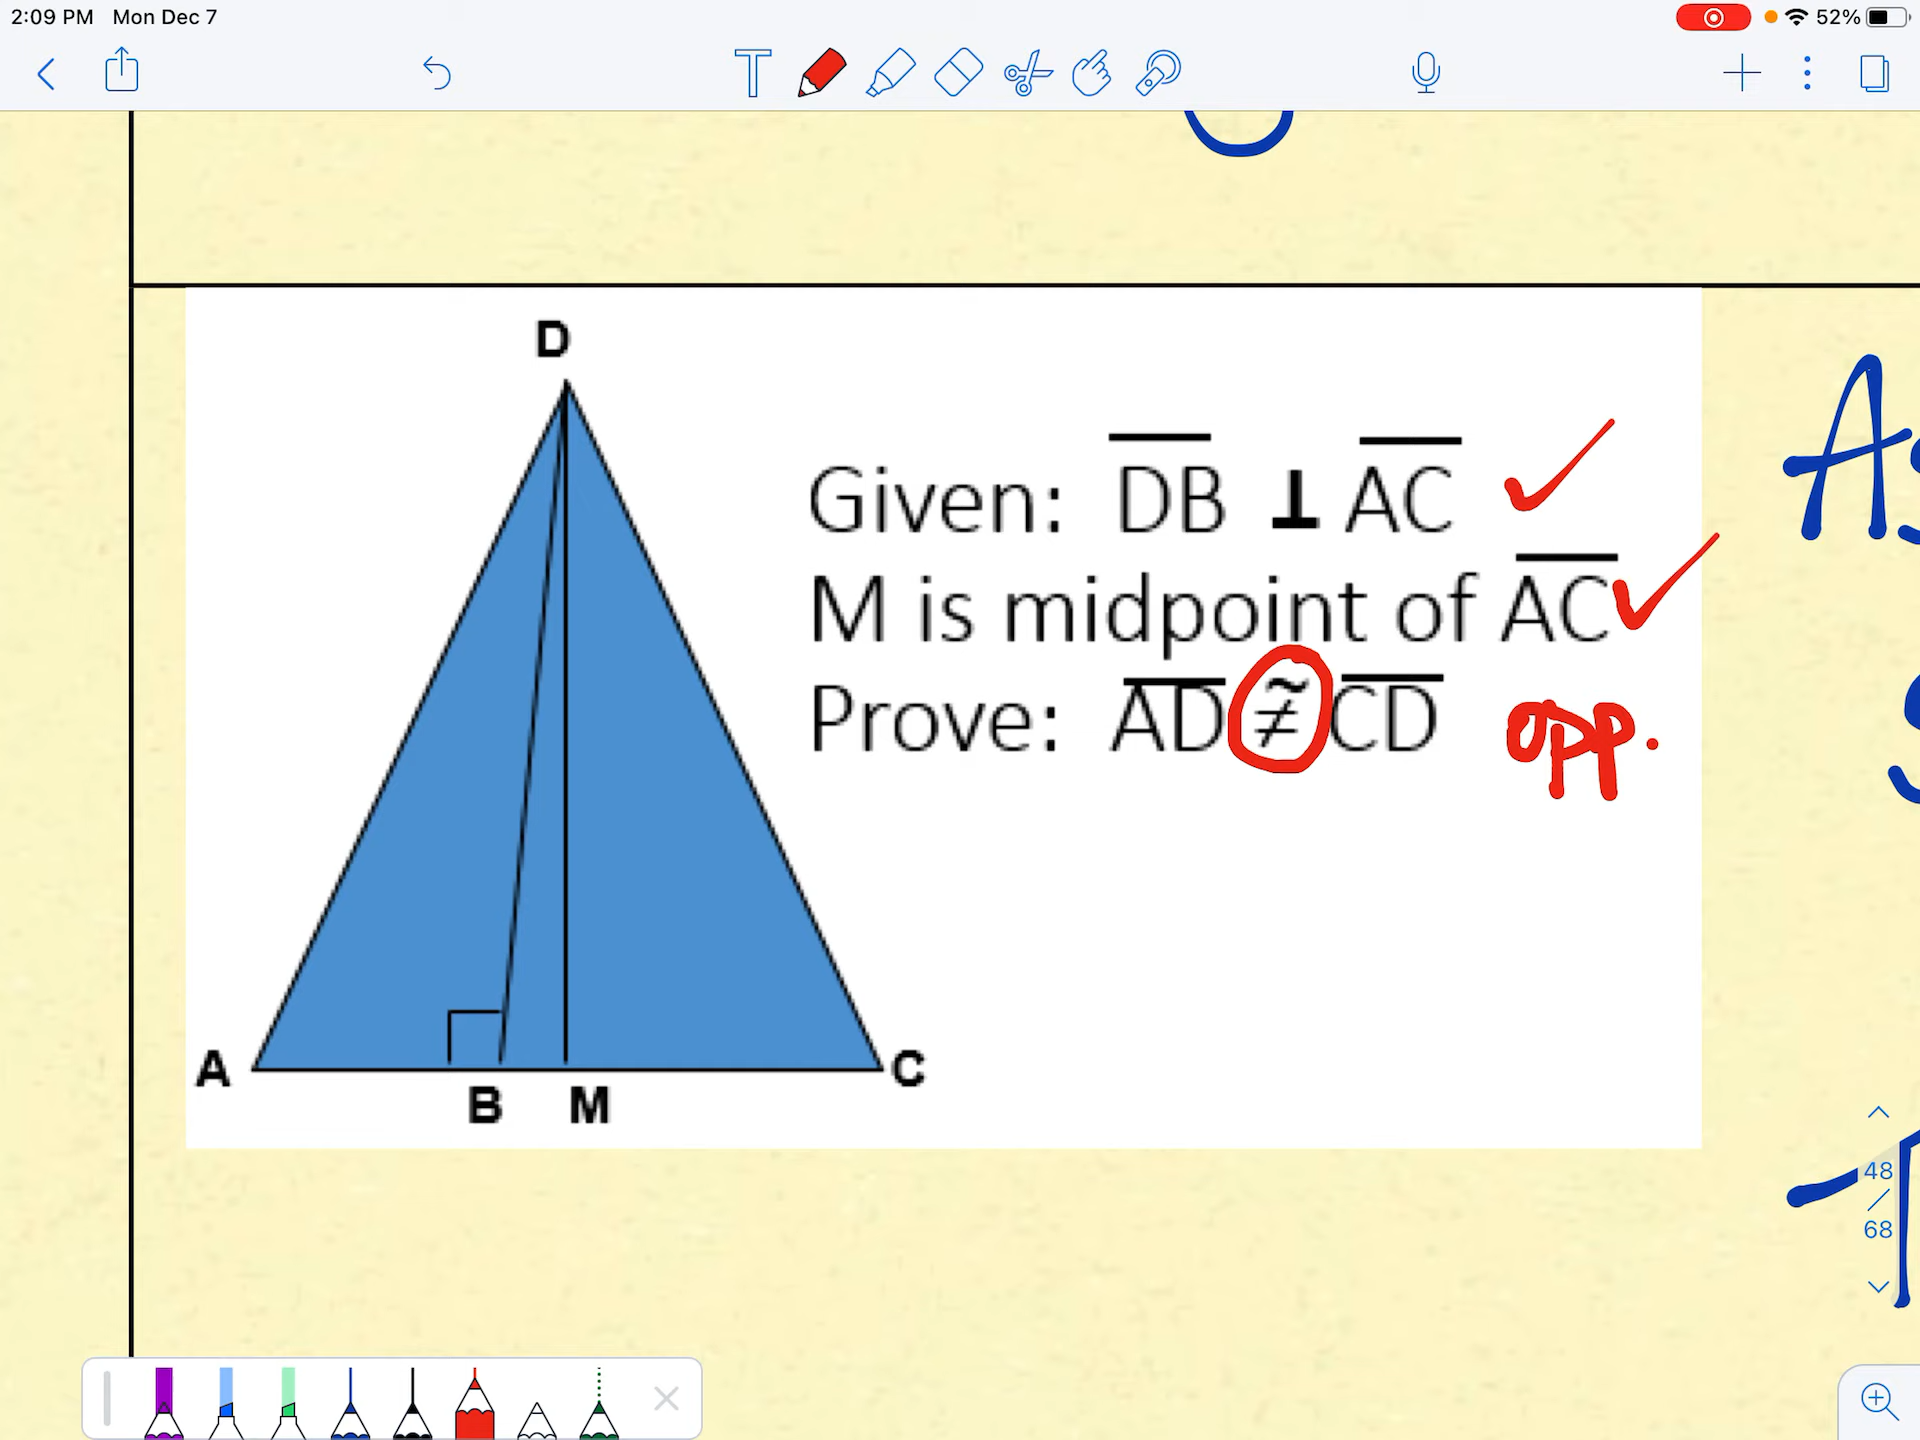 2:09 PM Mon Dec 7
52%
T
D
Given: DB ⊥ AC
M is midpoint of AC
Prove: AD ≇ CD opp.
A
C
B M
48
/
68